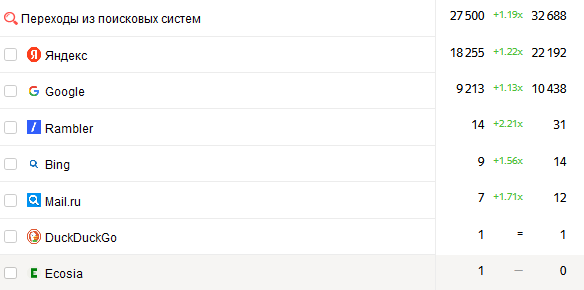 Переходы из поисковых систем 27 500 +1.19x 32 688
Яндекс 18 255 +1.22x 22 192
Google 9 213 +1.13x 10 438
Rambler 14 +2.21x 31
Bing 9 +1.56x 14
Mail.ru 7 +1.71x 12
DuckDuckGo 1 = 1
Ecosia 1 — 0